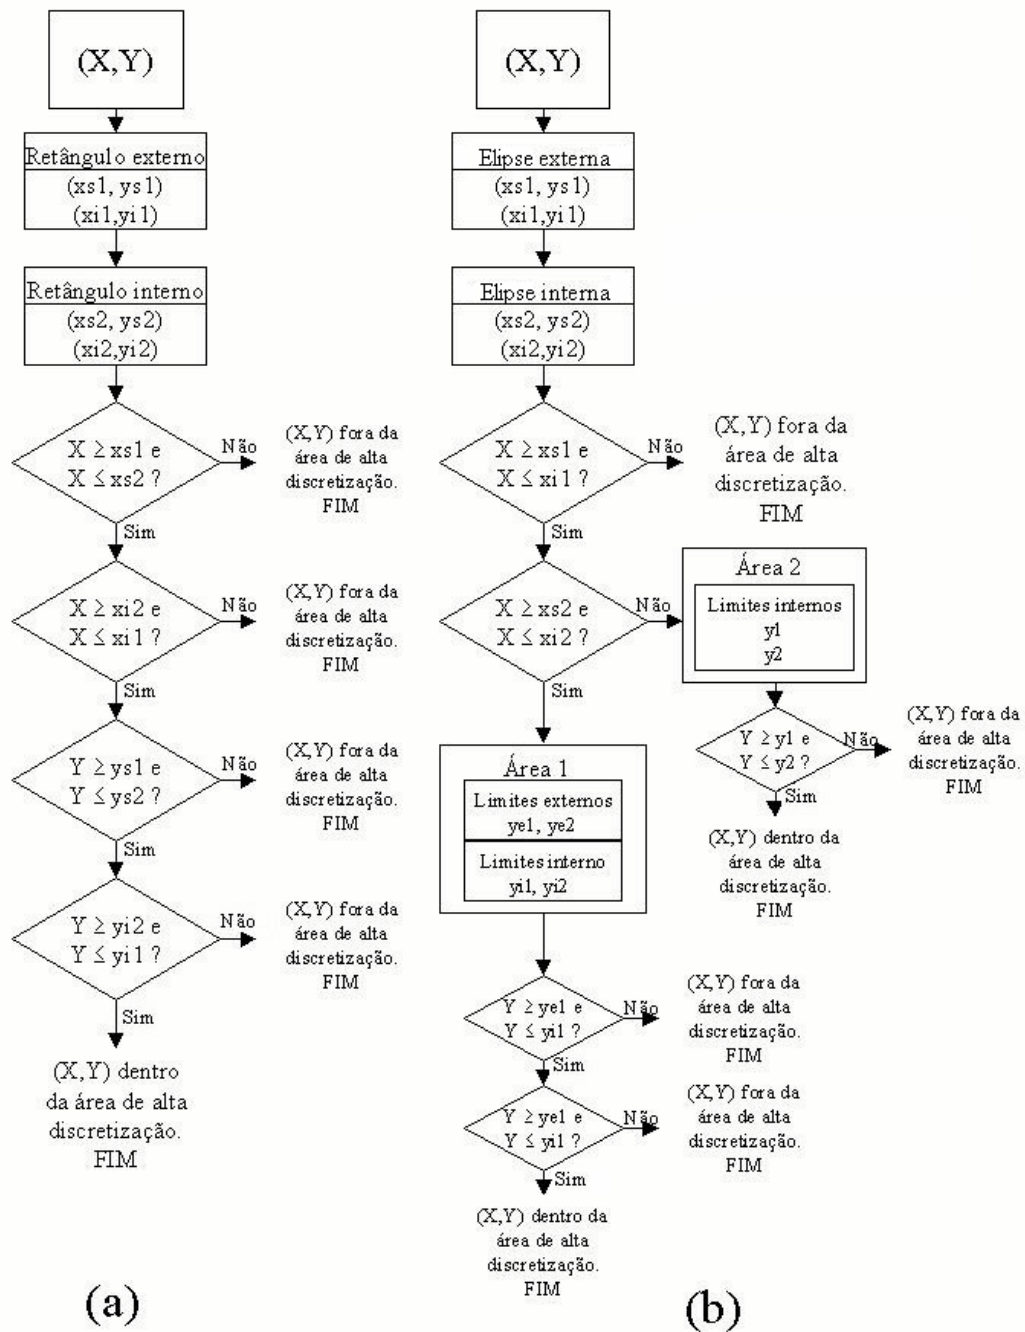 (X,Y)
Retângulo externo
(xs1, ys1)
(xi1,yi1)
Retângulo interno
(xs2, ys2)
(xi2,yi2)
X ≥ xs1 e
X ≤ xs2 ?
Não
(X,Y) fora da
área de alta
discretização.
FIM
Sim
X ≥ xi2 e
X ≤ xi1 ?
Não
(X,Y) fora da
área de alta
discretização.
FIM
Sim
Y ≥ ys1 e
Y ≤ ys2 ?
Não
(X,Y) fora da
área de alta
discretização.
FIM
Sim
Y ≥ yi2 e
Y ≤ yi1 ?
Não
(X,Y) fora da
área de alta
discretização.
FIM
Sim
(X,Y) dentro
da área de alta
discretização.
FIM
(a)
(X,Y)
Elipse externa
(xs1, ys1)
(xi1,yi1)
Elipse interna
(xs2, ys2)
(xi2,yi2)
X ≥ xs1 e
X ≤ xi1 ?
Não
(X,Y) fora da
área de alta
discretização.
FIM
Sim
X ≥ xs2 e
X ≤ xi2 ?
Não
Área 2
Limites internos
y1
y2
Y ≥ y1 e
Y ≤ y2 ?
Não
(X,Y) fora da
área de alta
discretização.
FIM
Sim
(X,Y) dentro da
área de alta
discretização.
FIM
Sim
Área 1
Limites externos
ye1, ye2
Limites interno
yi1, yi2
Y ≥ ye1 e
Y ≤ yi1 ?
Não
(X,Y) fora da
área de alta
discretização.
FIM
Sim
Y ≥ ye1 e
Y ≤ yi1 ?
Não
(X,Y) fora da
área de alta
discretização.
FIM
Sim
(X,Y) dentro da
área de alta
discretização.
FIM
(b)